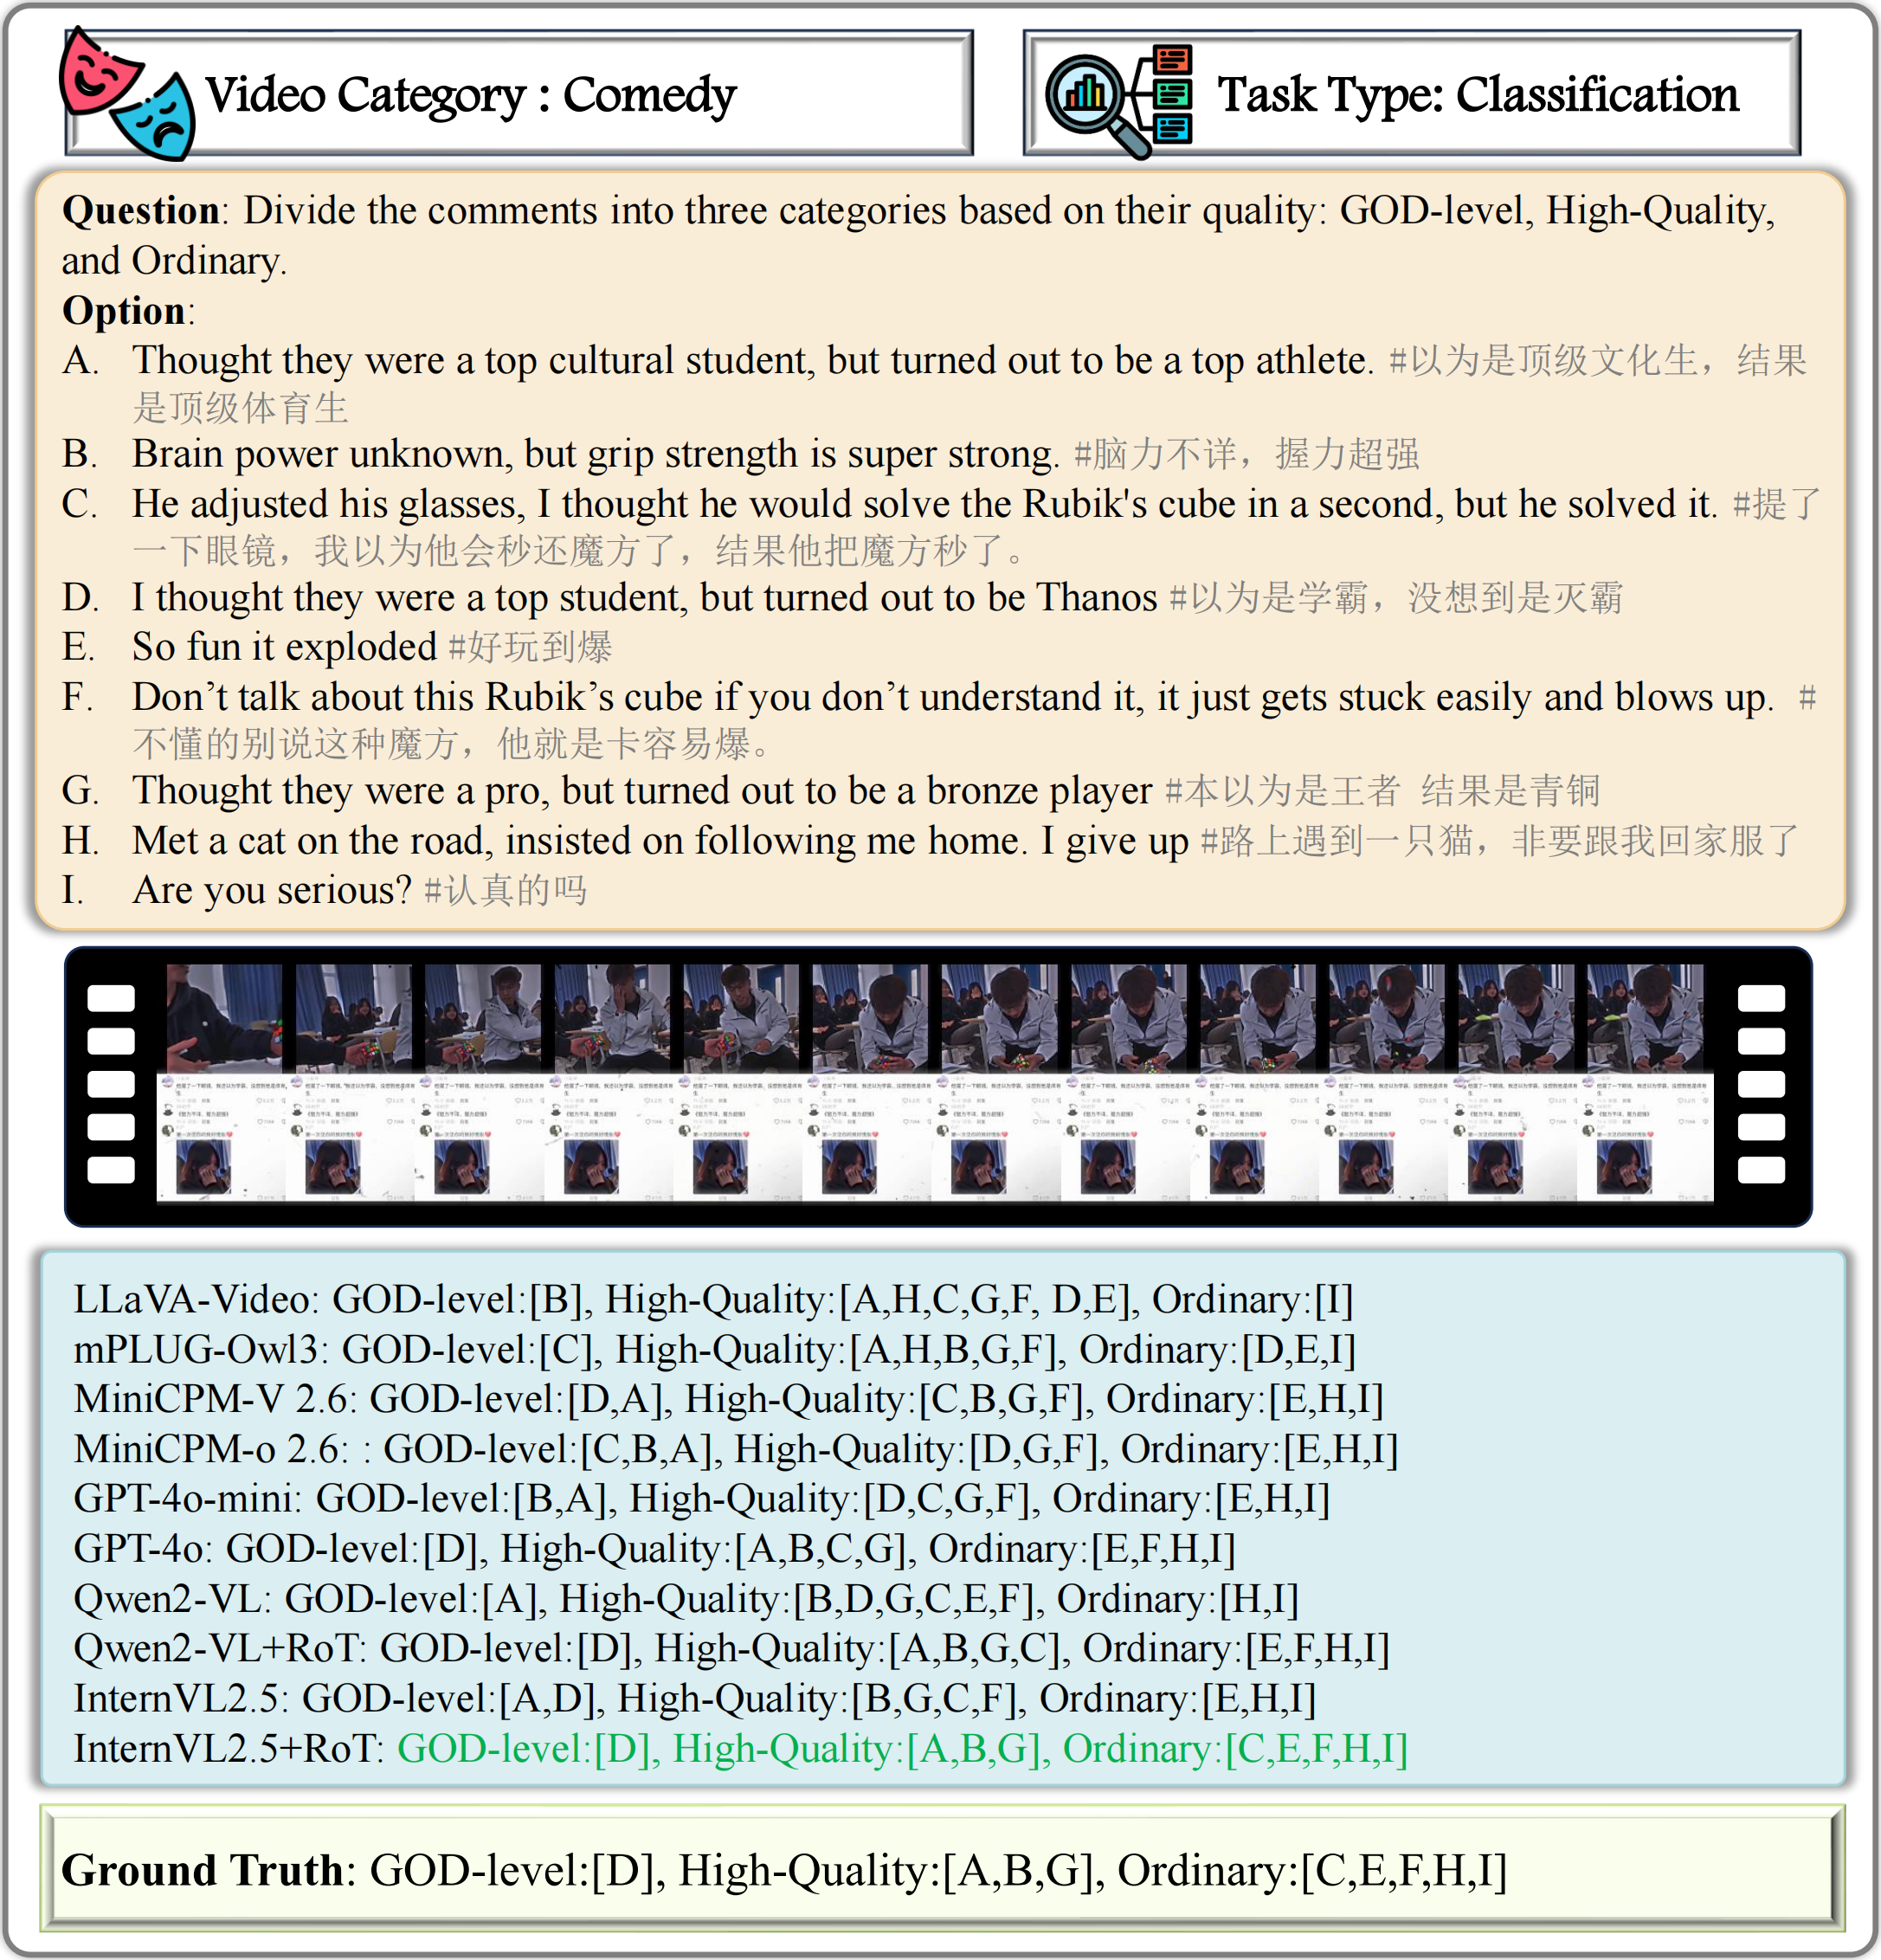 Video Category : Comedy
Task Type: Classification
Question: Divide the comments into three categories based on their quality: GOD-level, High-Quality,
and Ordinary.
Option:
A. Thought they were a top cultural student, but turned out to be a top athlete. #以为是顶级文化生，结果
是顶级体育生
B. Brain power unknown, but grip strength is super strong. #脑力不详，握力超强
C. He adjusted his glasses, I thought he would solve the Rubik's cube in a second, but he solved it. #提了
一下眼镜，我以为他会秒还魔方了，结果他把魔方秒了。
D. I thought they were a top student, but turned out to be Thanos #以为是学霸，没想到是灭霸
E. So fun it exploded #好玩到爆
F. Don’t talk about this Rubik’s cube if you don’t understand it, it just gets stuck easily and blows up. #
不懂的别说这种魔方，他就是卡容易爆。
G. Thought they were a pro, but turned out to be a bronze player #本以为是王者 结果是青铜
H. Met a cat on the road, insisted on following me home. I give up #路上遇到一只猫，非要跟我回家服了
I. Are you serious? #认真的吗
LLaVA-Video: GOD-level:[B], High-Quality:[A,H,C,G,F, D,E], Ordinary:[I]
mPLUG-Owl3: GOD-level:[C], High-Quality:[A,H,B,G,F], Ordinary:[D,E,I]
MiniCPM-V 2.6: GOD-level:[D,A], High-Quality:[C,B,G,F], Ordinary:[E,H,I]
MiniCPM-o 2.6: : GOD-level:[C,B,A], High-Quality:[D,G,F], Ordinary:[E,H,I]
GPT-4o-mini: GOD-level:[B,A], High-Quality:[D,C,G,F], Ordinary:[E,H,I]
GPT-4o: GOD-level:[D], High-Quality:[A,B,C,G], Ordinary:[E,F,H,I]
Qwen2-VL: GOD-level:[A], High-Quality:[B,D,G,C,E,F], Ordinary:[H,I]
Qwen2-VL+RoT: GOD-level:[D], High-Quality:[A,B,G,C], Ordinary:[E,F,H,I]
InternVL2.5: GOD-level:[A,D], High-Quality:[B,G,C,F], Ordinary:[E,H,I]
InternVL2.5+RoT: GOD-level:[D], High-Quality:[A,B,G], Ordinary:[C,E,F,H,I]
Ground Truth: GOD-level:[D], High-Quality:[A,B,G], Ordinary:[C,E,F,H,I]